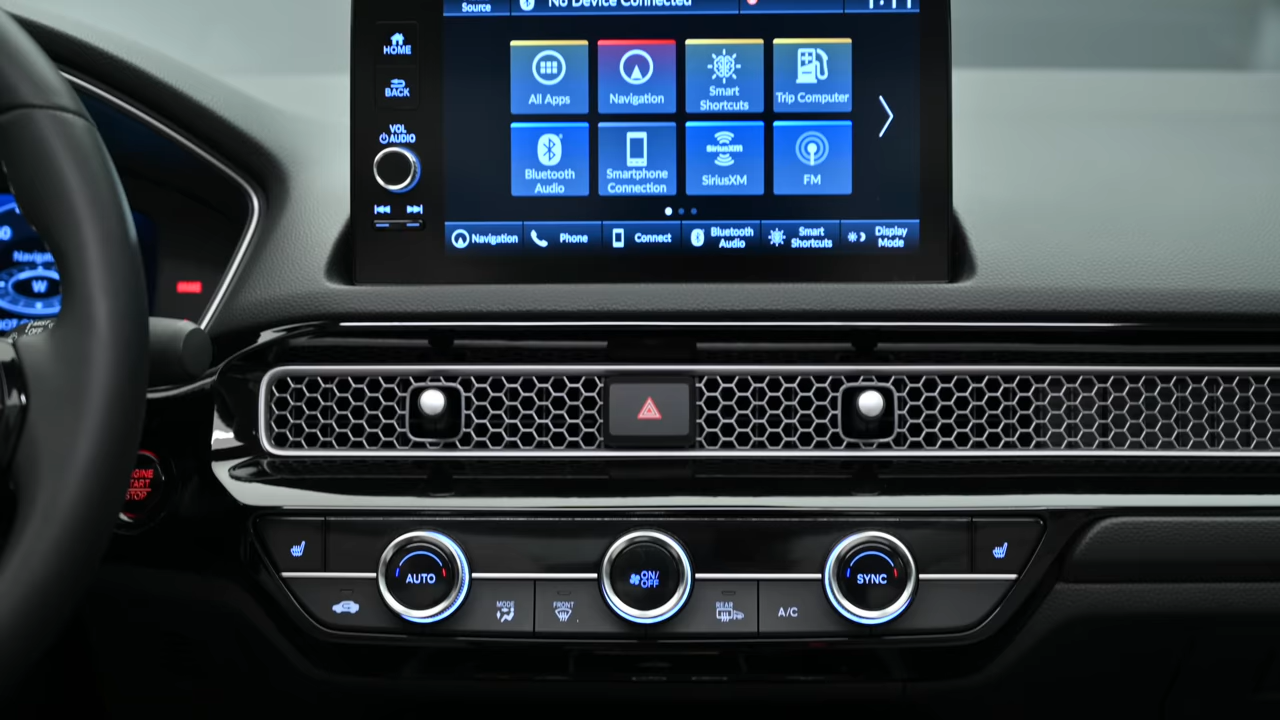 Source
No Device Connected
HOME
BACK
VOL
AUDIO
All Apps
Navigation
Smart
Shortcuts
Trip Computer
Bluetooth
Audio
Smartphone
Connection
SiriusXM
SiriusXM
FM
Navigation
Phone
Connect
Bluetooth
Audio
Smart
Shortcuts
Display
Mode
W
ENGINE
START
STOP
AUTO
ON/
OFF
SYNC
MODE
FRONT
REAR
A/C